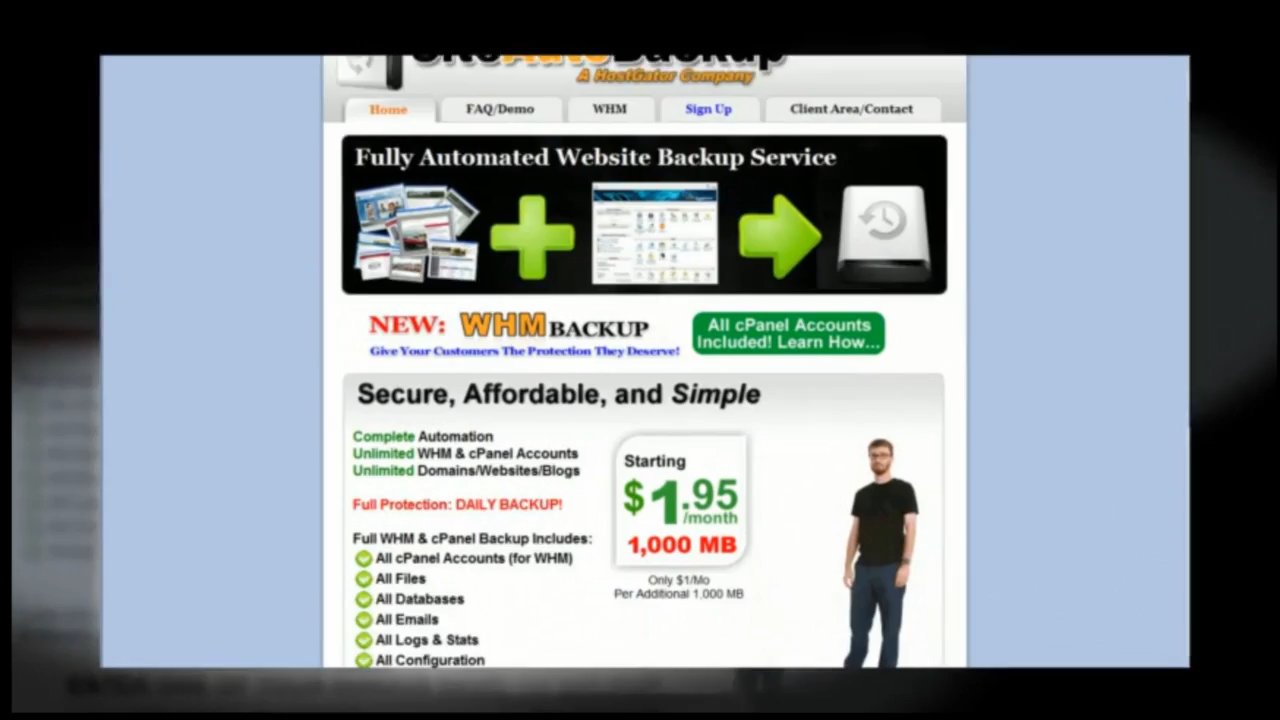 SiteAutoBackup
A HostGator Company
Home FAQ/Demo WHM Sign Up Client Area/Contact
Fully Automated Website Backup Service
NEW: WHM BACKUP
Give Your Customers The Protection They Deserve!
All cPanel Accounts
Included! Learn How...
Secure, Affordable, and Simple
Complete Automation
Unlimited WHM & cPanel Accounts
Unlimited Domains/Websites/Blogs
Full Protection: DAILY BACKUP!
Full WHM & cPanel Backup Includes:
All cPanel Accounts (for WHM)
All Files
All Databases
All Emails
All Logs & Stats
All Configuration
Starting
$1.95
/month
1,000 MB
Only $1/Mo
Per Additional 1,000 MB